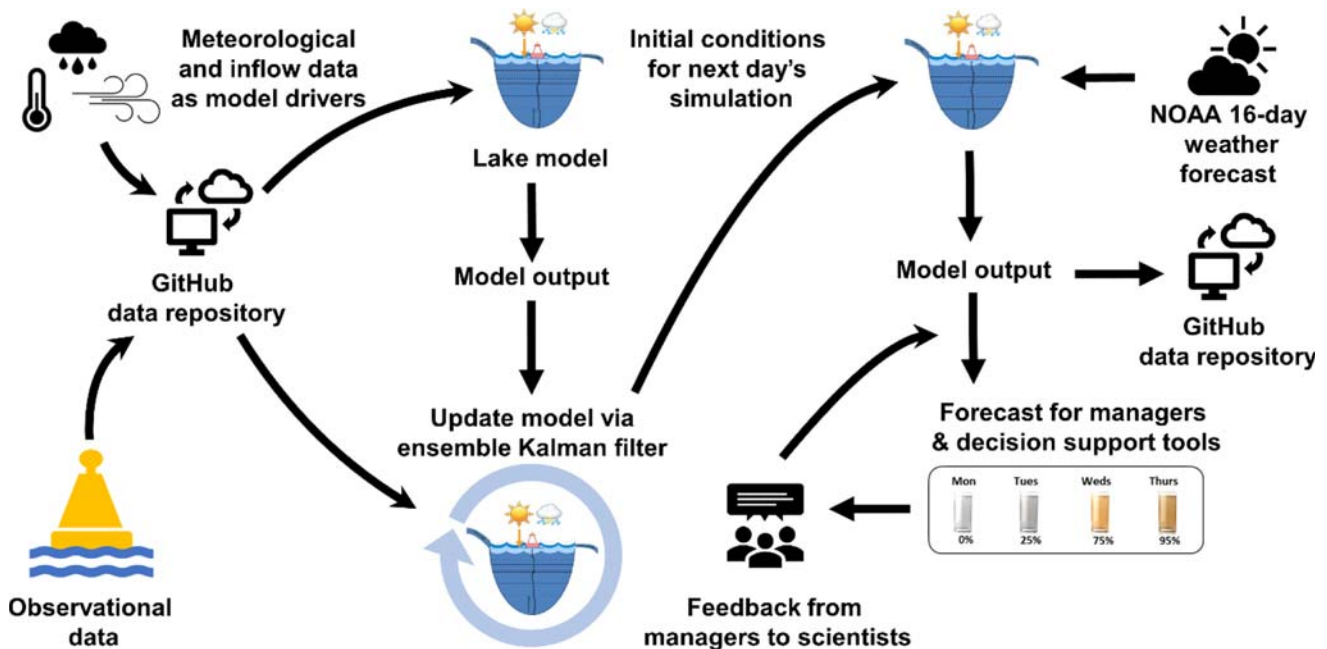 Meteorological
and inflow data
as model drivers
Initial conditions
for next day's
simulation
NOAA 16-day
weather
forecast
Lake model
GitHub
data repository
Model output
Model output
GitHub
data repository
Update model via
ensemble Kalman filter
Forecast for managers
& decision support tools
Mon Tues Weds Thurs
0% 25% 75% 95%
Observational
data
Feedback from
managers to scientists